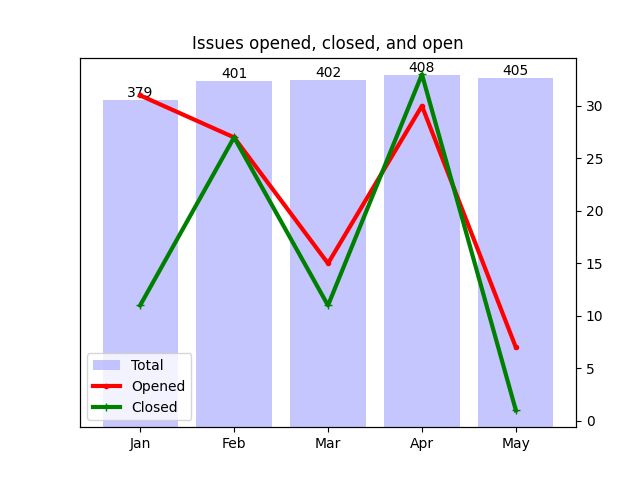 Issues opened, closed, and open
379
401
402
408
405
30
25
20
15
10
5
0
Total
Opened
Closed
Jan Feb Mar Apr May